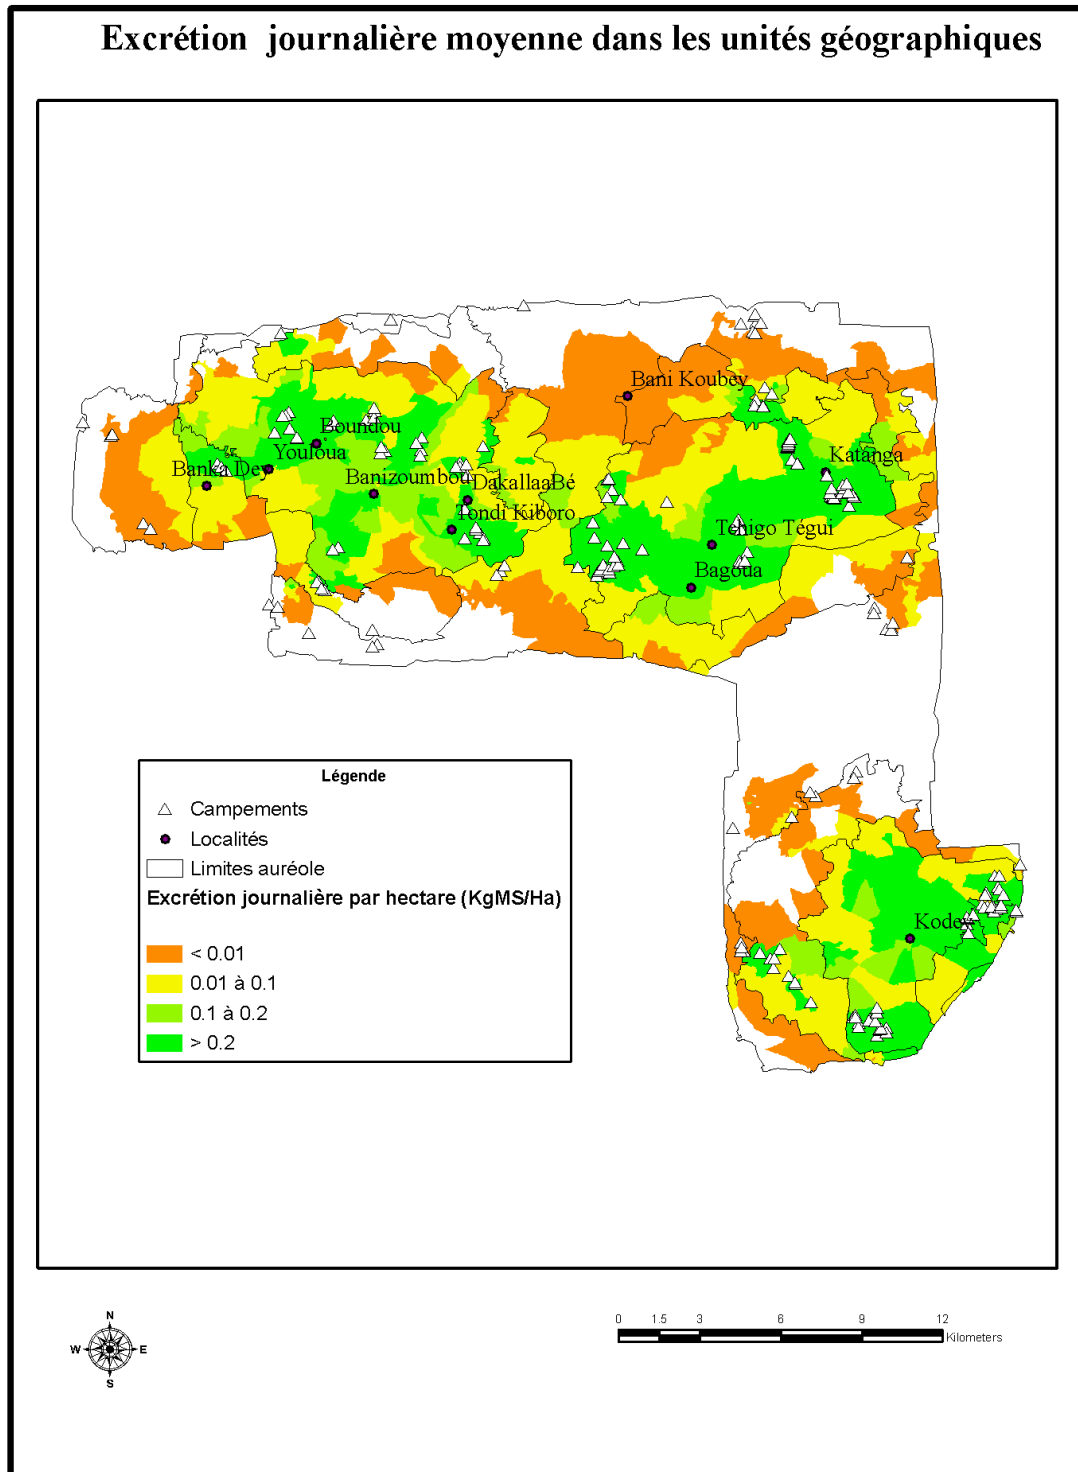 Excrétion journalière moyenne dans les unités géographiques
Bani Koubey
Boundou
Youloua
Katanga
Banka Dey
Banizoumbou
DakallaaBé
Tondi Kiboro
Tchigo Tégui
Bagoua
Légende
Campements
Localités
Limites auréole
Excrétion journalière par hectare (KgMS/Ha)
< 0.01
0.01 à 0.1
0.1 à 0.2
> 0.2
Kodey
N
W E
S
0 1.5 3 6 9 12
Kilometers